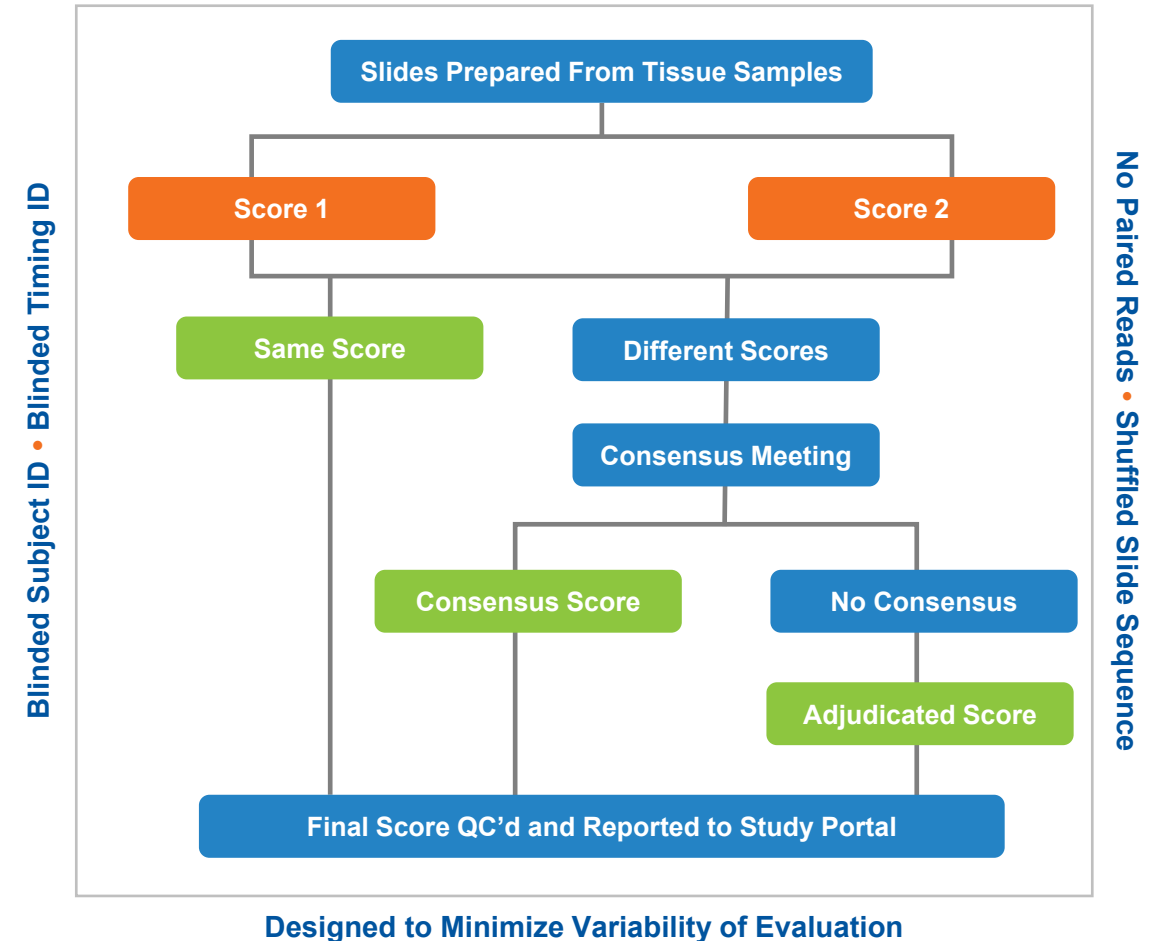 Slides Prepared From Tissue Samples
Score 1
Score 2
Same Score
Different Scores
Consensus Meeting
Consensus Score
No Consensus
Adjudicated Score
Final Score QC’d and Reported to Study Portal
Blinded Subject ID • Blinded Timing ID
No Paired Reads • Shuffled Slide Sequence
Designed to Minimize Variability of Evaluation